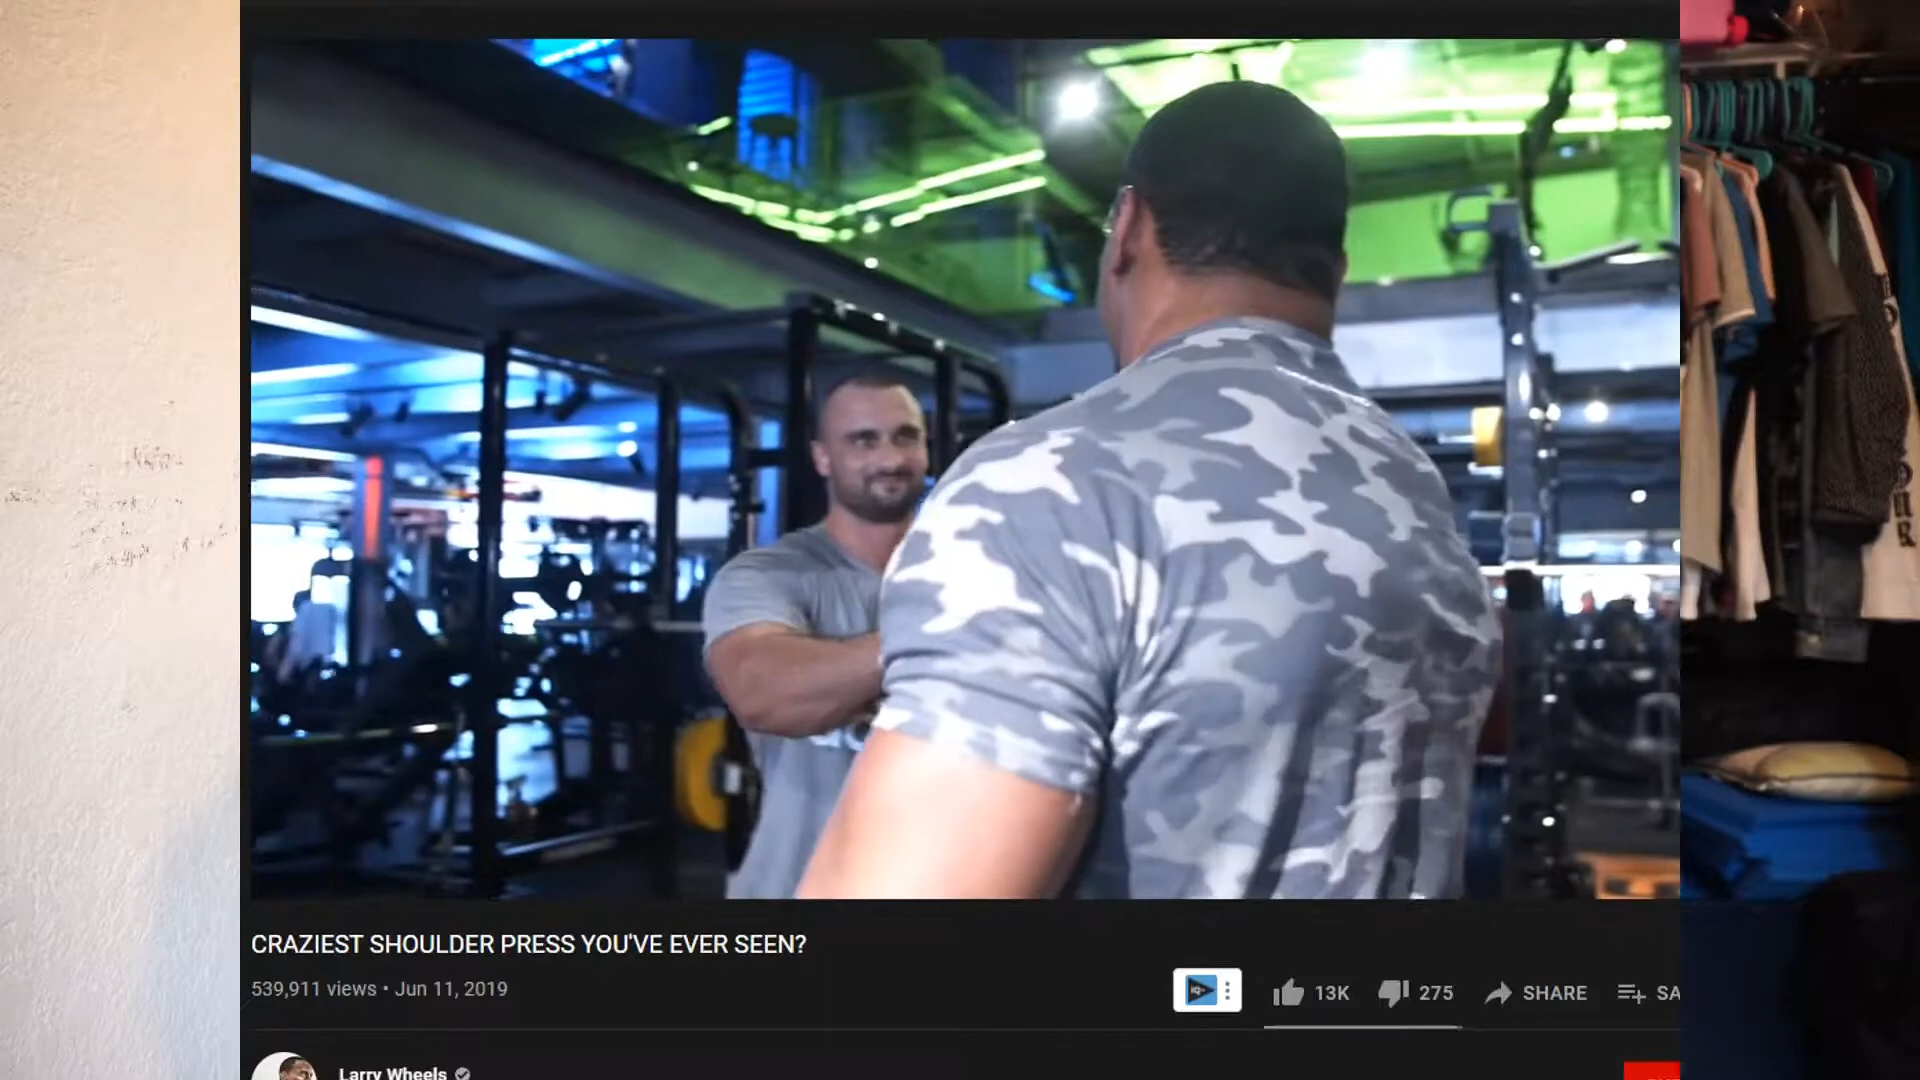 CRAZIEST SHOULDER PRESS YOU'VE EVER SEEN?
539,911 views • Jun 11, 2019
13K
275
SHARE
SA
Larry Wheels